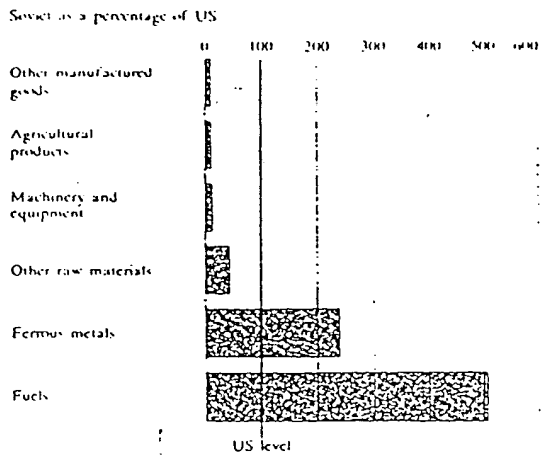 Soviet as a percentage of US
0 100 200 300 400 500 600
Other manufactured
goods
Agricultural
products
Machinery and
equipment
Other raw materials
Ferrous metals
Fuels
US level